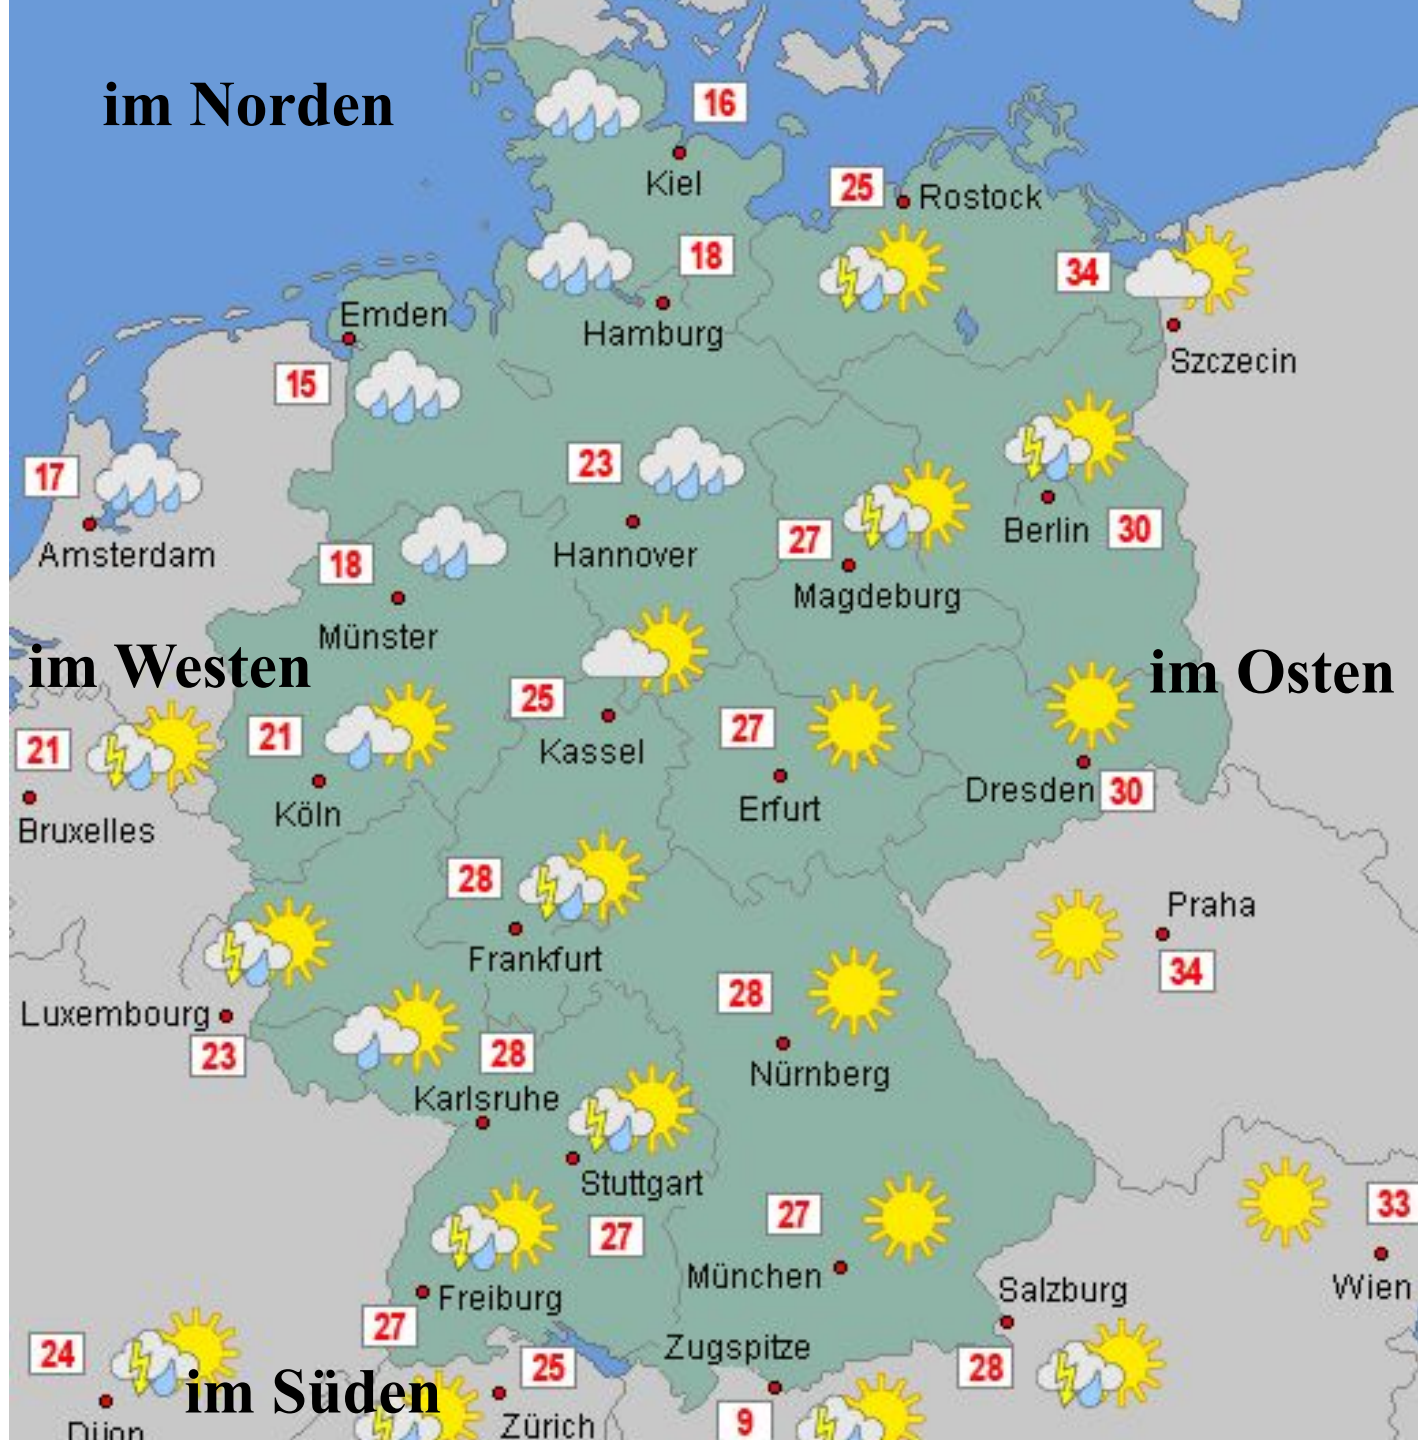 im Norden
16
Kiel
25
Rostock
18
Hamburg
34
Szczecin
Emden
15
17
Amsterdam
23
Hannover
18
Münster
27
Magdeburg
Berlin
30
im Westen
im Osten
21
Bruxelles
21
Köln
25
Kassel
27
Erfurt
Dresden
30
28
Frankfurt
Praha
34
Luxembourg
23
28
Nürnberg
28
Karlsruhe
Stuttgart
27
27
München
33
Wien
Freiburg
27
Salzburg
28
24
Dijon
im Süden
25
Zürich
Zugspitze
9